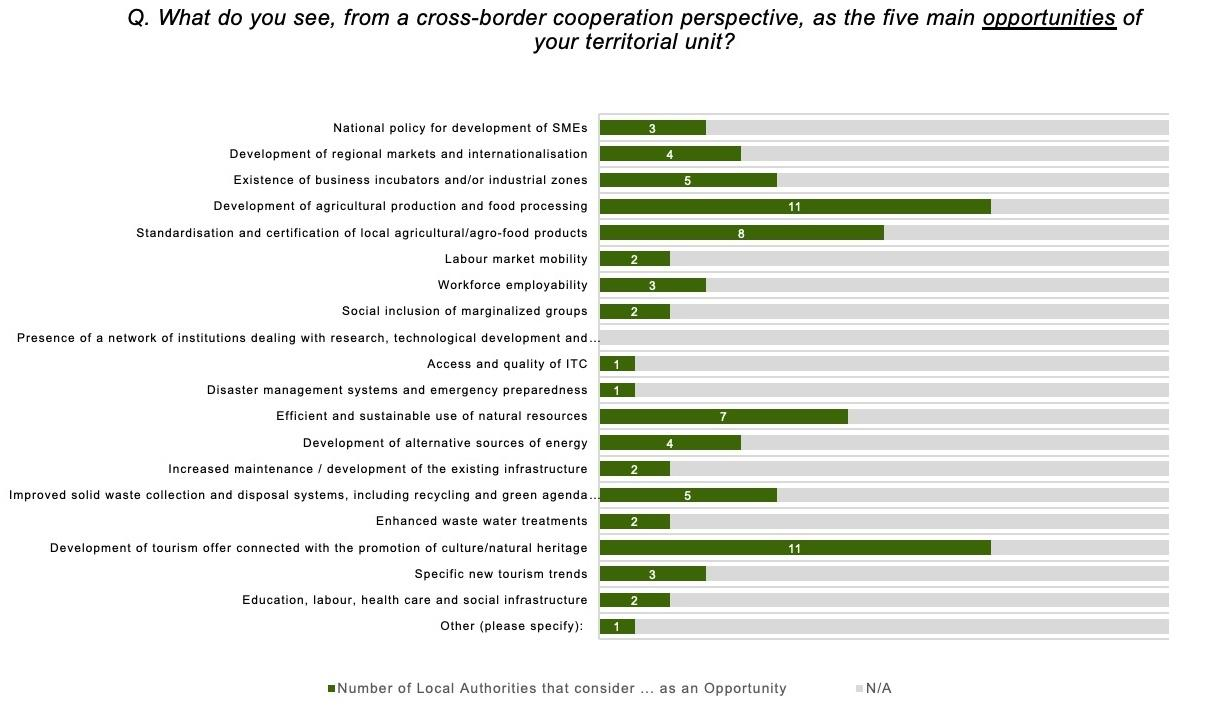 Q. What do you see, from a cross-border cooperation perspective, as the five main opportunities of
your territorial unit?
National policy for development of SMEs 3
Development of regional markets and internationalisation 4
Existence of business incubators and/or industrial zones 5
Development of agricultural production and food processing 11
Standardisation and certification of local agricultural/agro-food products 8
Labour market mobility 2
Workforce employability 3
Social inclusion of marginalized groups 2
Presence of a network of institutions dealing with research, technological development and...
Access and quality of ITC 1
Disaster management systems and emergency preparedness 1
Efficient and sustainable use of natural resources 7
Development of alternative sources of energy 4
Increased maintenance / development of the existing infrastructure 2
Improved solid waste collection and disposal systems, including recycling and green agenda... 5
Enhanced waste water treatments 2
Development of tourism offer connected with the promotion of culture/natural heritage 11
Specific new tourism trends 3
Education, labour, health care and social infrastructure 2
Other (please specify): 1
Number of Local Authorities that consider ... as an Opportunity N/A